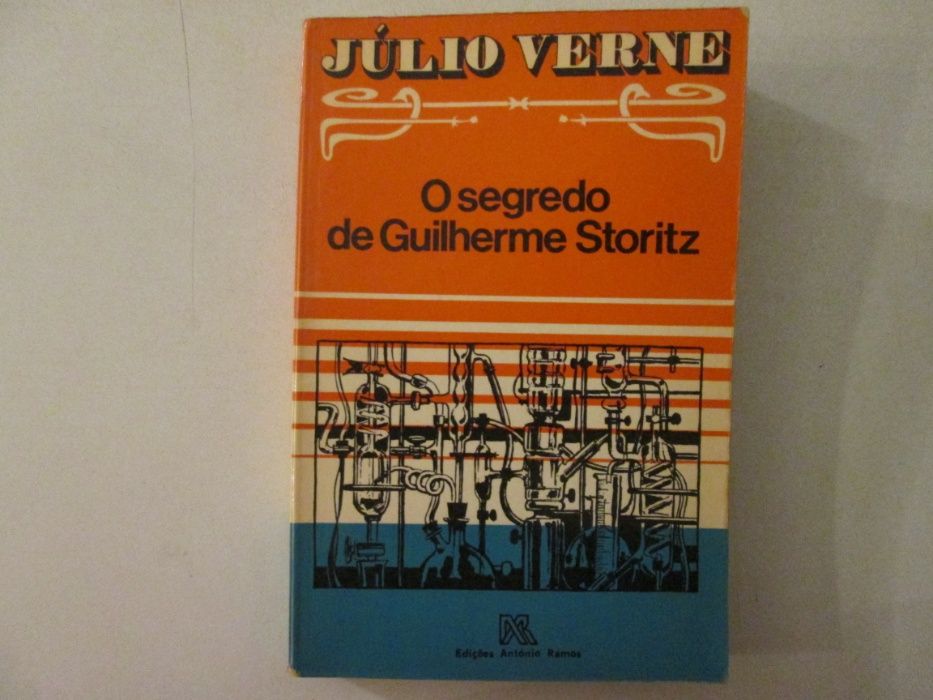 JÚLIO VERNE
O segredo
de Guilherme Storitz
Edições António Ramos